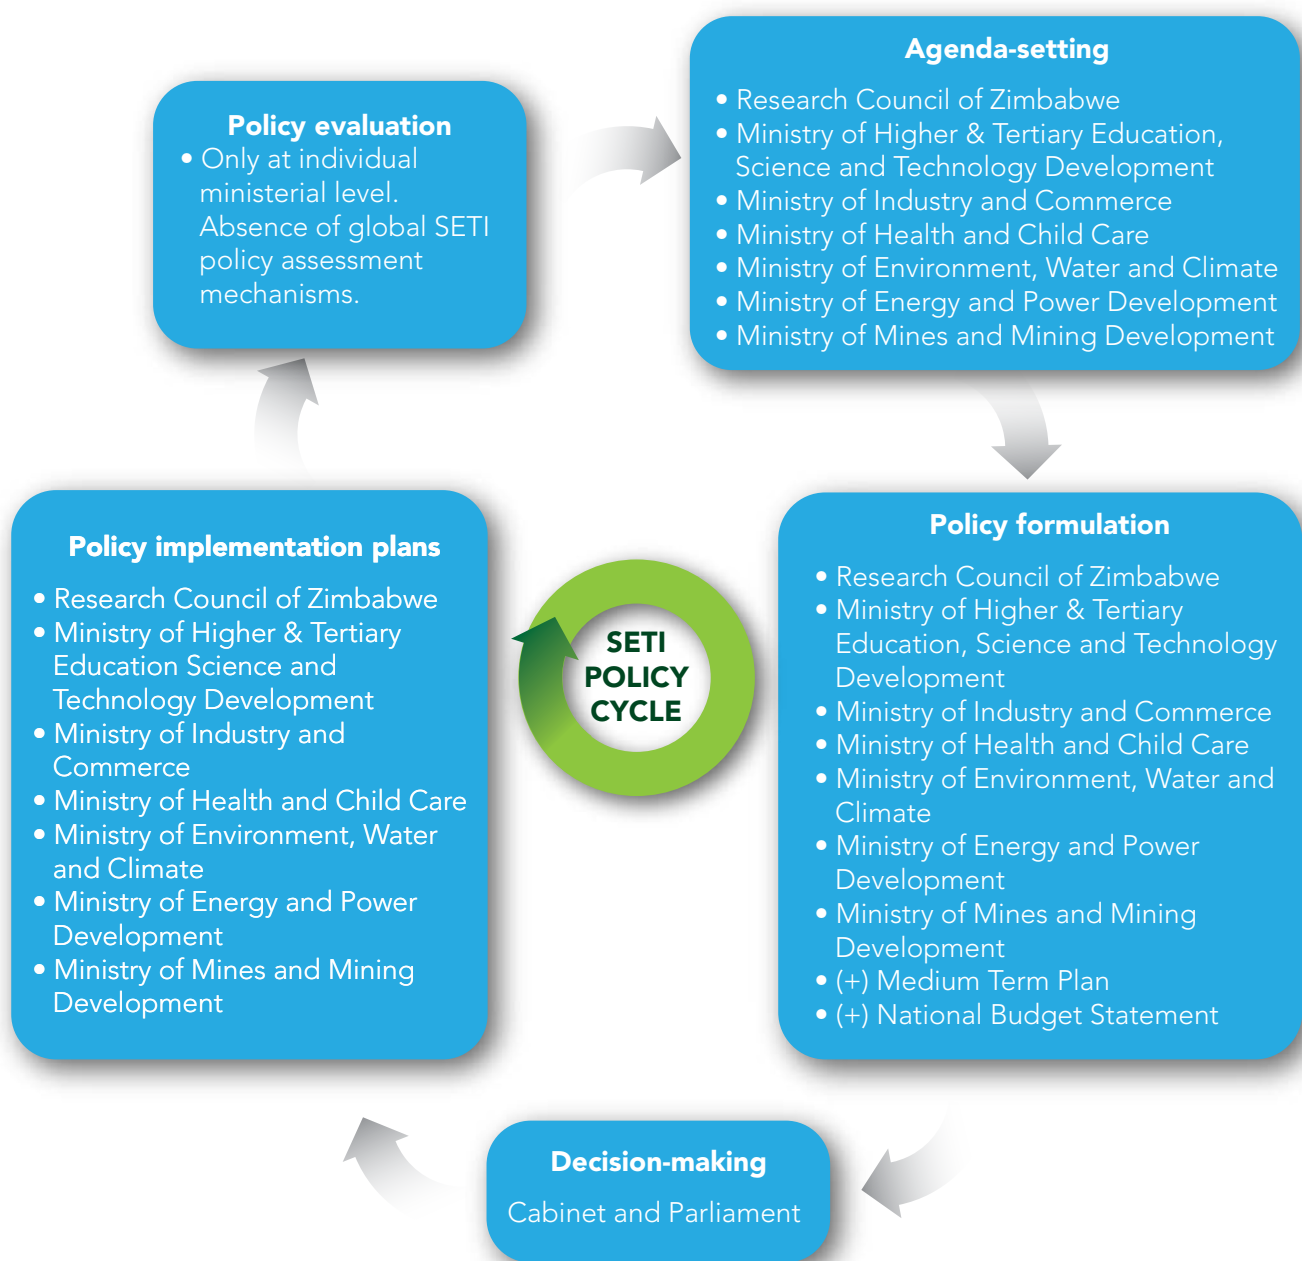 Agenda-setting
• Research Council of Zimbabwe
• Ministry of Higher & Tertiary Education,
Science and Technology Development
• Ministry of Industry and Commerce
• Ministry of Health and Child Care
• Ministry of Environment, Water and Climate
• Ministry of Energy and Power Development
• Ministry of Mines and Mining Development
Policy evaluation
• Only at individual
ministerial level.
Absence of global SETI
policy assessment
mechanisms.
Policy implementation plans
• Research Council of Zimbabwe
• Ministry of Higher & Tertiary
Education Science and
Technology Development
• Ministry of Industry and
Commerce
• Ministry of Health and Child Care
• Ministry of Environment, Water
and Climate
• Ministry of Energy and Power
Development
• Ministry of Mines and Mining
Development
SETI
POLICY
CYCLE
Policy formulation
• Research Council of Zimbabwe
• Ministry of Higher & Tertiary
Education, Science and Technology
Development
• Ministry of Industry and Commerce
• Ministry of Health and Child Care
• Ministry of Environment, Water and
Climate
• Ministry of Energy and Power
Development
• Ministry of Mines and Mining
Development
• (+) Medium Term Plan
• (+) National Budget Statement
Decision-making
Cabinet and Parliament